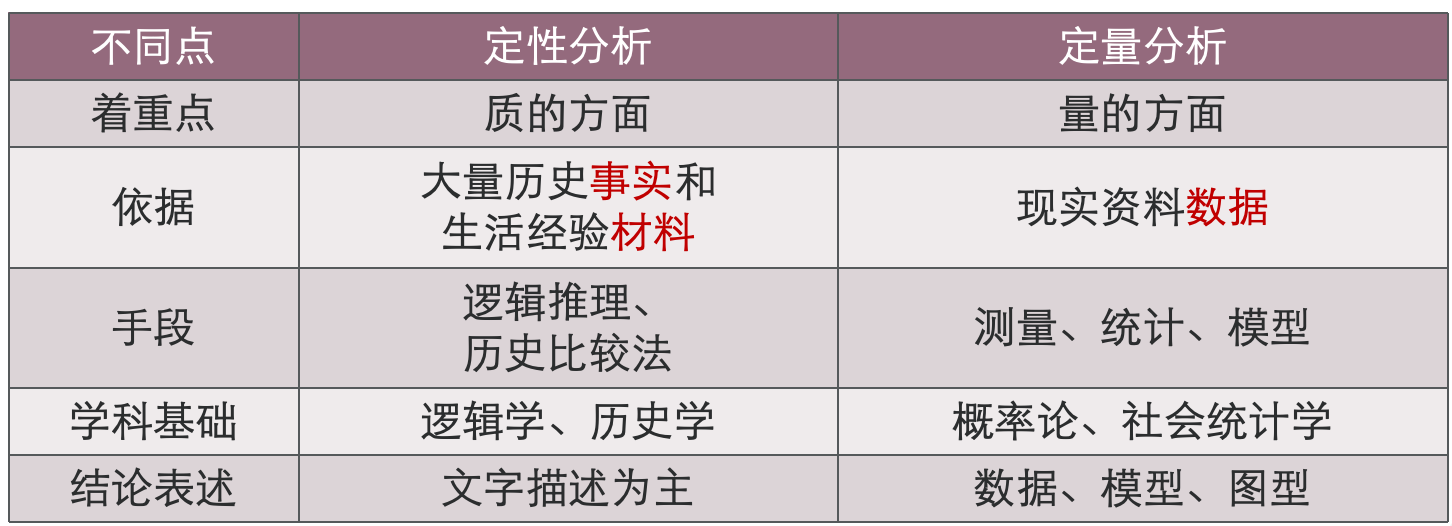 不同点 定性分析 定量分析
着重点 质的方面 量的方面
依据 大量历史事实和
生活经验材料 现实资料数据
手段 逻辑推理、
历史比较法 测量、统计、模型
学科基础 逻辑学、历史学 概率论、社会统计学
结论表述 文字描述为主 数据、模型、图型